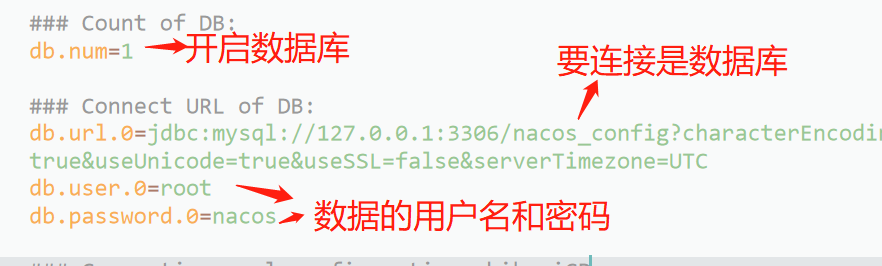 ### Count of DB:
db.num=1 开启数据库
要连接是数据库
### Connect URL of DB:
db.url.0=jdbc:mysql://127.0.0.1:3306/nacos_config?characterEncodin
true&useUnicode=true&useSSL=false&serverTimezone=UTC
db.user.0=root
db.password.0=nacos 数据的用户名和密码